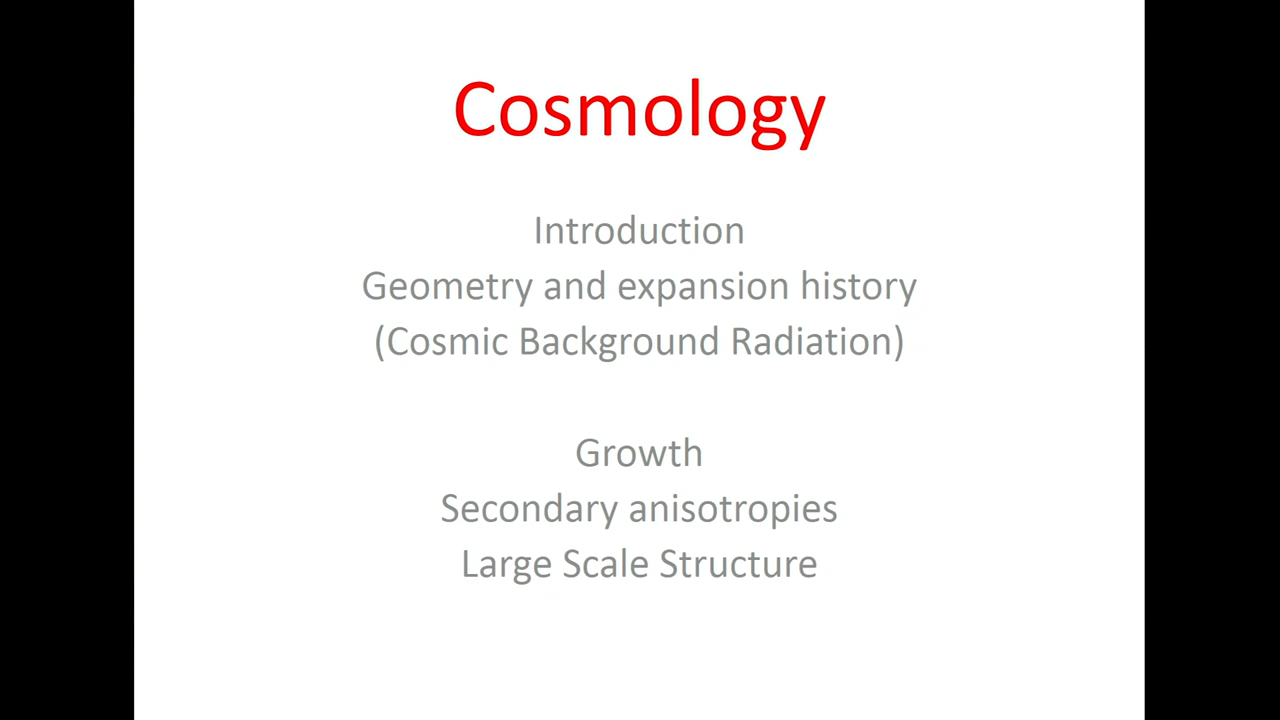 Cosmology
Introduction
Geometry and expansion history
(Cosmic Background Radiation)
Growth
Secondary anisotropies
Large Scale Structure